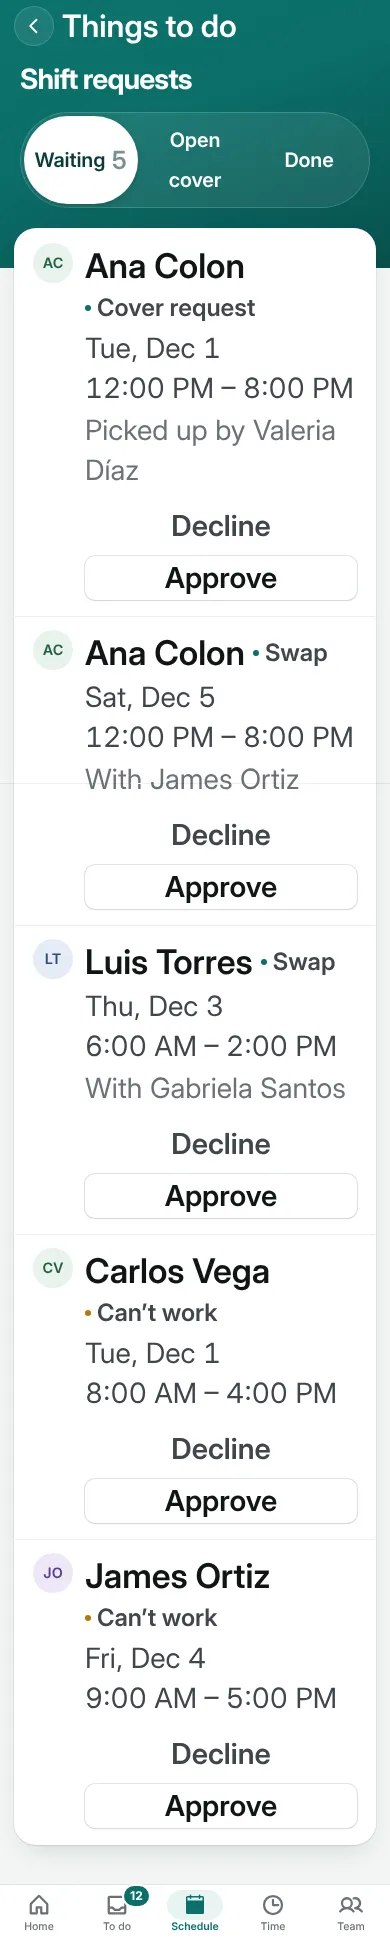 Things to do
Shift requests
Waiting 5
Open
cover
Done
AC
Ana Colon
• Cover request
Tue, Dec 1
12:00 PM – 8:00 PM
Picked up by Valeria
Díaz
Decline
Approve
AC
Ana Colon • Swap
Sat, Dec 5
12:00 PM – 8:00 PM
With James Ortiz
Decline
Approve
LT
Luis Torres • Swap
Thu, Dec 3
6:00 AM – 2:00 PM
With Gabriela Santos
Decline
Approve
CV
Carlos Vega
• Can’t work
Tue, Dec 1
8:00 AM – 4:00 PM
Decline
Approve
JO
James Ortiz
• Can’t work
Fri, Dec 4
9:00 AM – 5:00 PM
Decline
Approve
12
Home
To do
Schedule
Time
Team